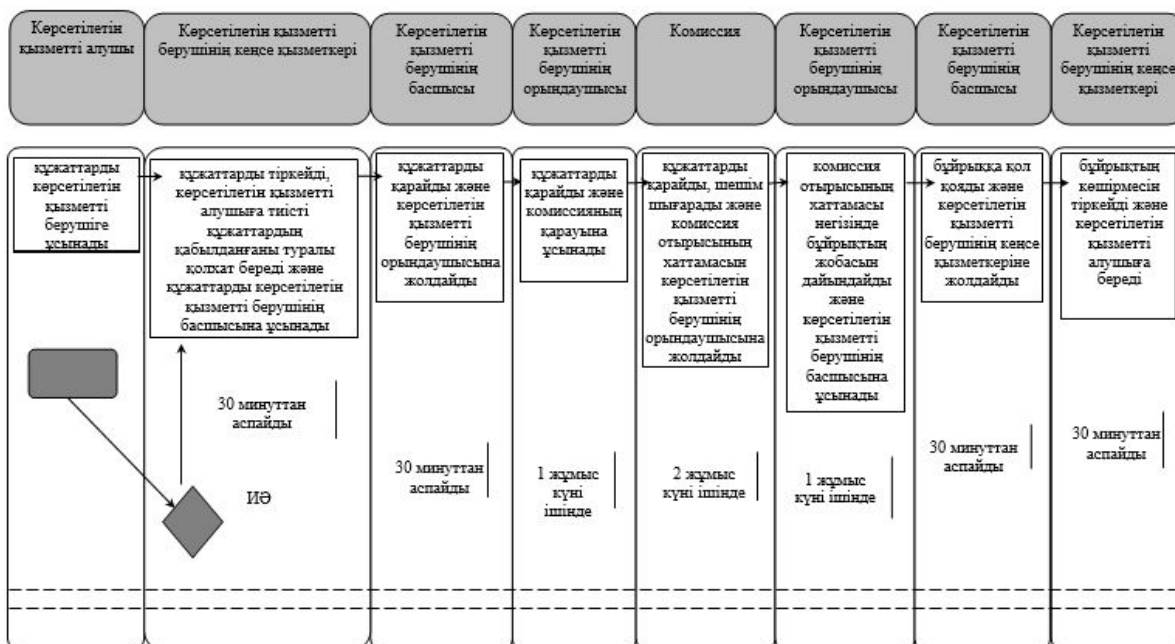 Көрсетілетін
қызметті алушы
Көрсетілетін қызметті
берушінің кеңсе қызметкері
Көрсетілетін
қызметті
берушінің
басшысы
Көрсетілетін
қызметті
берушінің
орындаушысы
Комиссия
Көрсетілетін
қызметті
берушінің
орындаушысы
Көрсетілетін
қызметті
берушінің
басшысы
Көрсетілетін
қызметті
берушінің кеңсе
қызметкері
құжаттарды
көрсетілетін
қызметті
берушіге
ұсынады
құжаттарды тіркейді,
көрсетілетін қызметті
алушыға тиісті
құжаттардың
қабылданғаны туралы
қолхат береді және
құжаттарды көрсетілетін
қызметті берушінің
басшысына ұсынады
құжаттарды
қарайды және
көрсетілетін
қызметті
берушінің
орындаушысына
жолдайды
құжаттарды
қарайды және
комиссияның
қарауына
ұсынады
құжаттарды
қарайды, шешім
шығарады және
комиссия
отырысының
хаттамасын
көрсетілетін
қызметті
берушінің
орындаушысына
жолдайды
комиссия
отырысының
хаттамасы
негізінде
бұйрықтың
жобасын
дайындайды
және
көрсетілетін
қызметті
берушінің
басшысына
ұсынады
бұйрыққа қол
қояды және
көрсетілетін
қызметті
берушінің кеңсе
қызметкеріне
жолдайды
бұйрықтың
көшірмесін
тіркейді және
көрсетілетін
қызметті
алушыға
береді
30 минуттан
аспайды
30 минуттан
аспайды
1 жұмыс
күні
ішінде
2 жұмыс
күні ішінде
1 жұмыс
күні ішінде
30 минуттан
аспайды
30 минуттан
аспайды
ИӘ